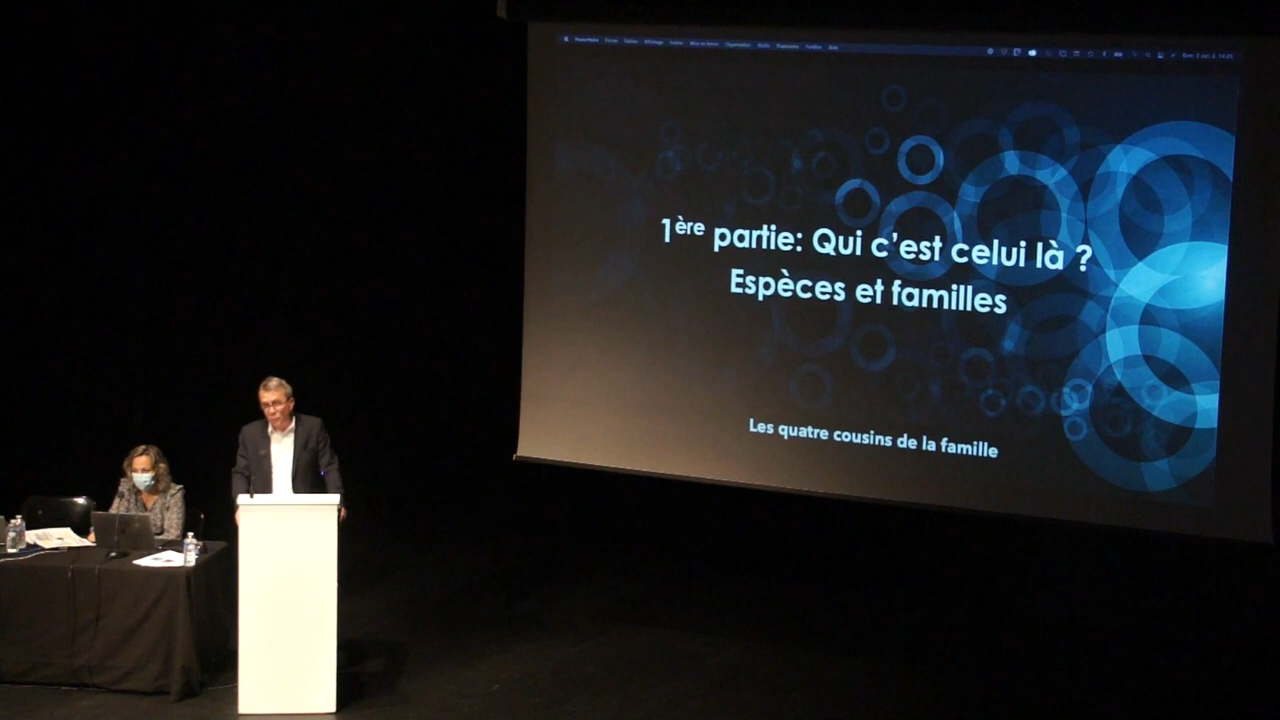 1ère partie: Qui c'est celui là ?
Espèces et familles
Les quatre cousins de la famille